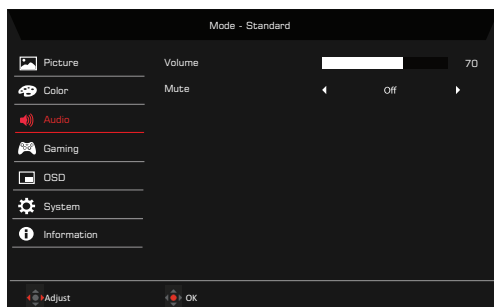 Mode - Standard
Picture
Volume 70
Color
Mute Off
Audio
Gaming
OSD
System
Information
Adjust OK